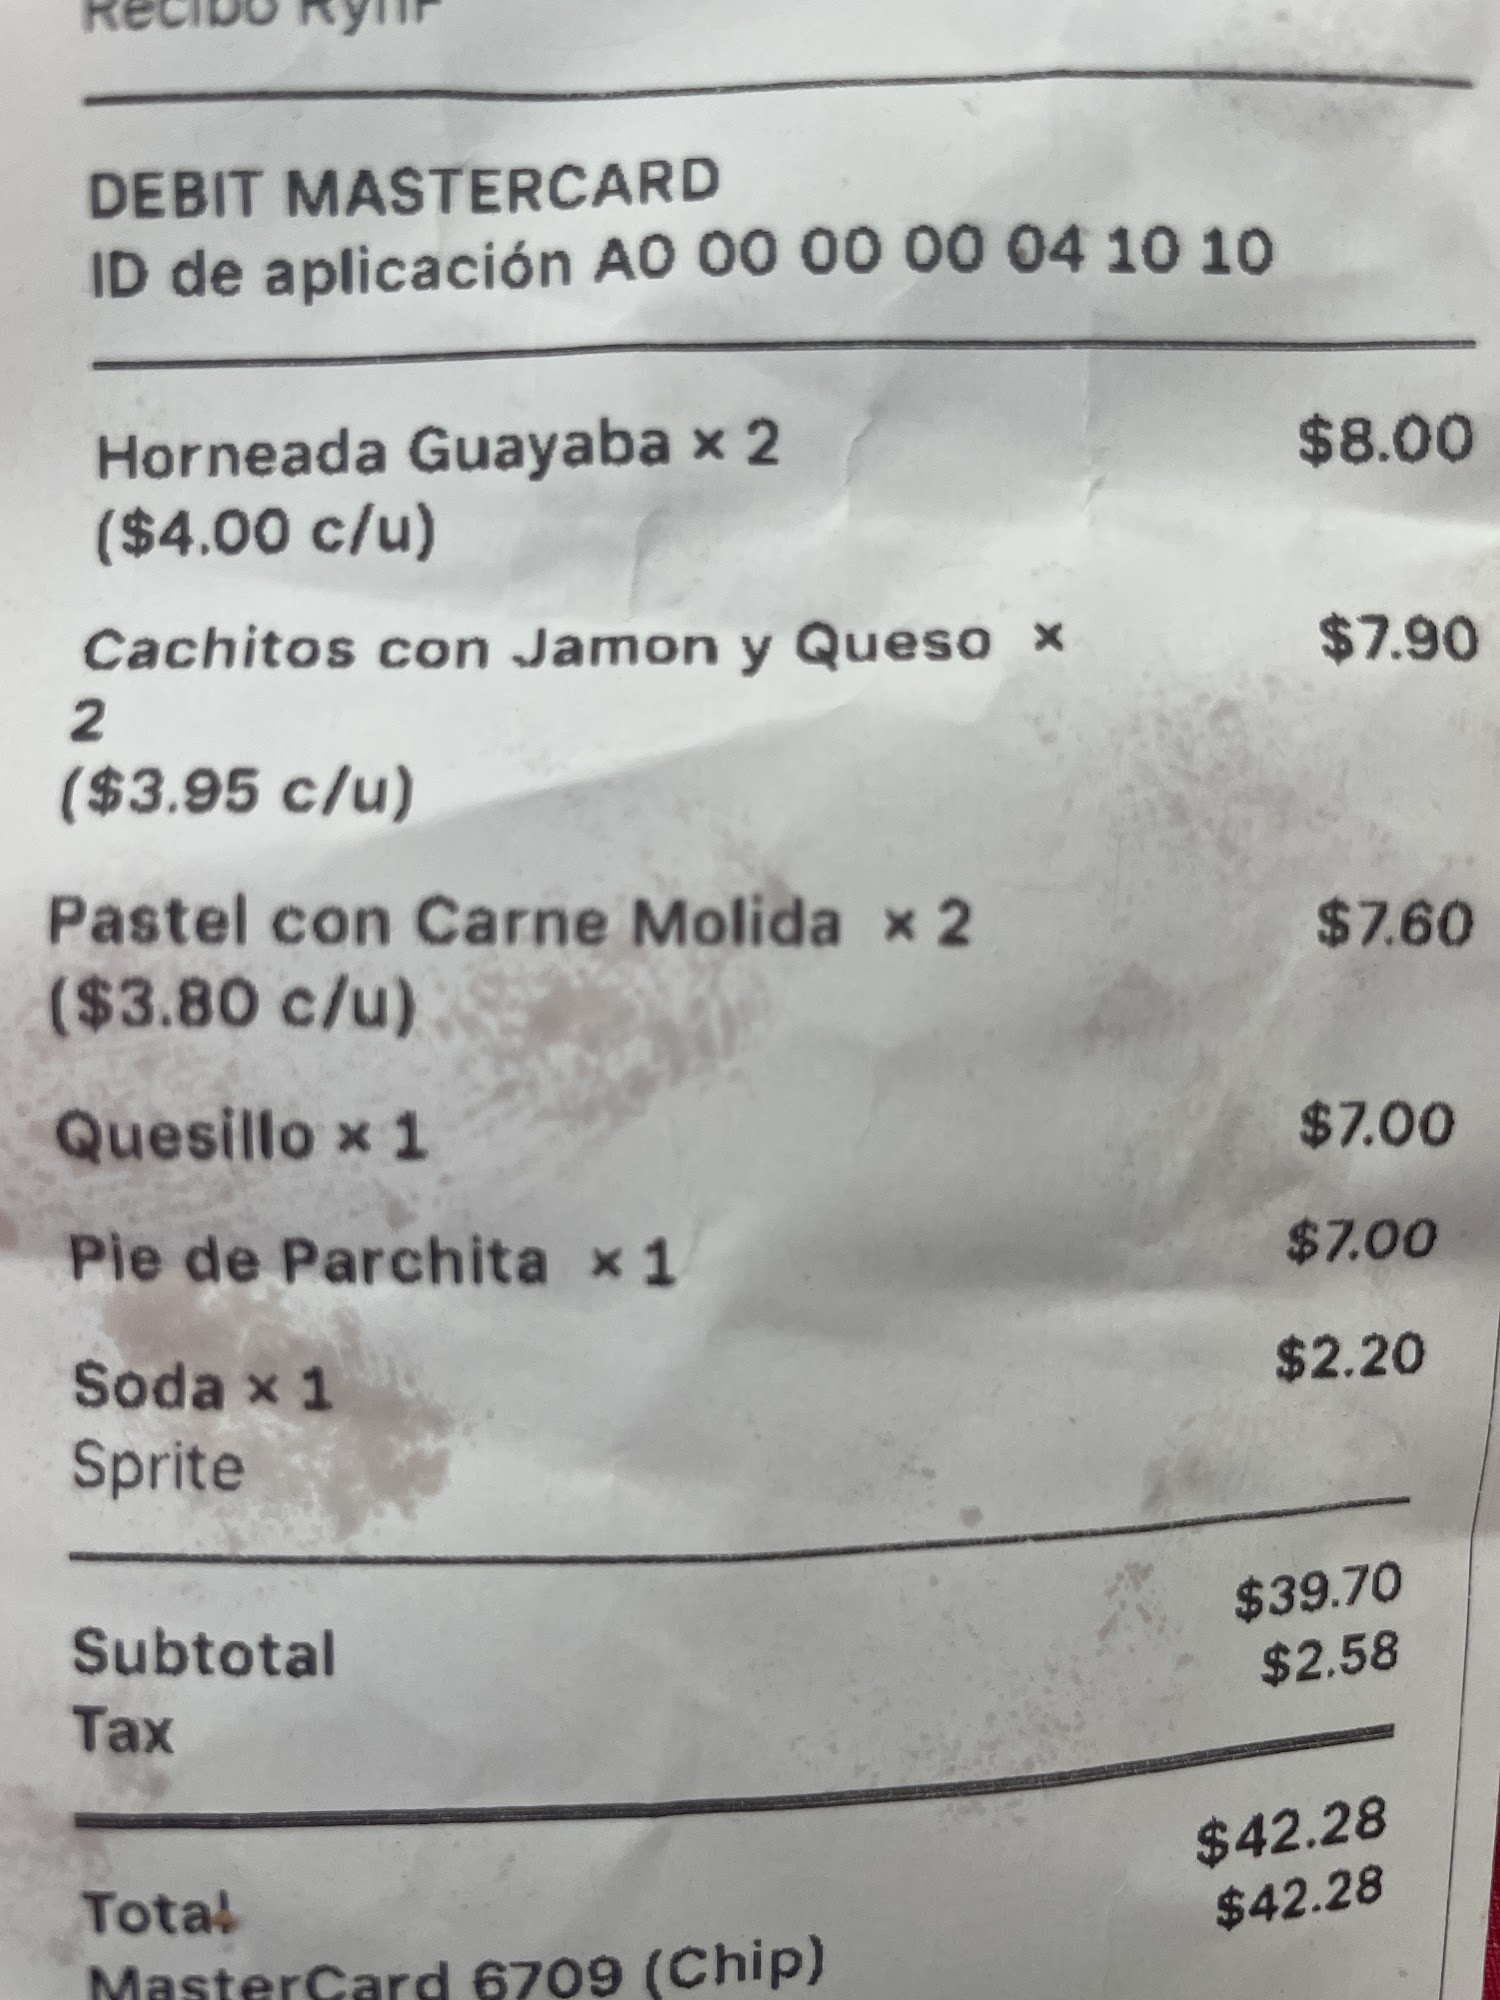 Recibo
DEBIT MASTERCARD
ID de aplicación A0 00 00 00 04 10 10
Horneada Guayaba × 2 $8.00
($4.00 c/u)
Cachitos con Jamon y Queso × $7.90
2
($3.95 c/u)
Pastel con Carne Molida × 2 $7.60
($3.80 c/u)
Quesillo × 1 $7.00
Pie de Parchita × 1 $7.00
Soda × 1 $2.20
Sprite
Subtotal $39.70
Tax $2.58
Total $42.28
MasterCard 6709 (Chip) $42.28